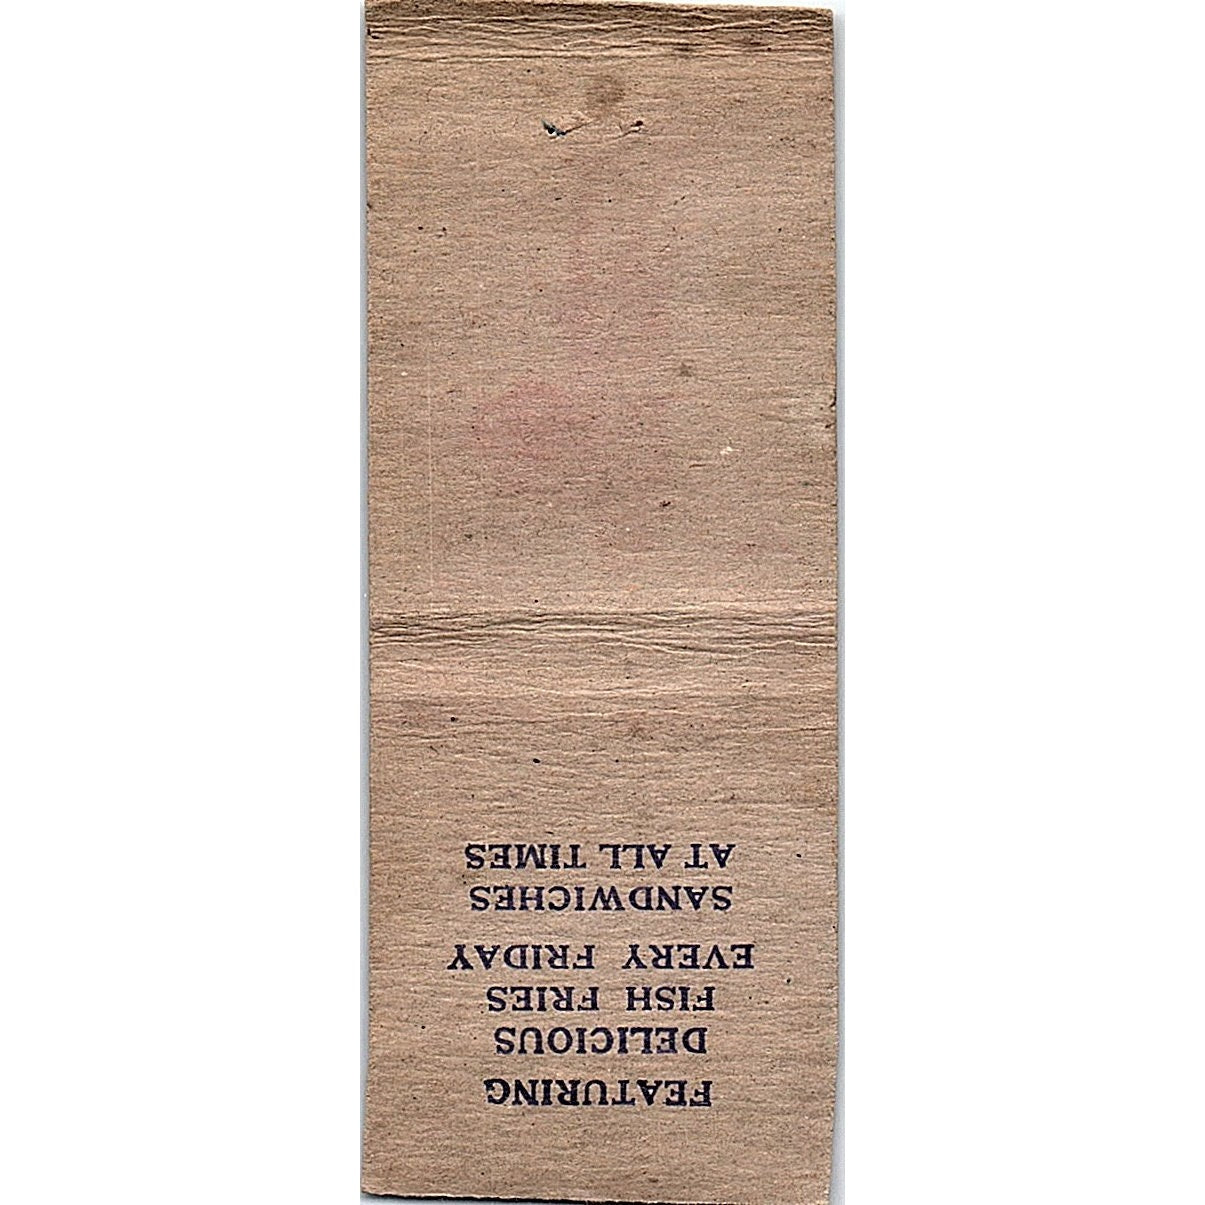 FEATURING
DELICIOUS
FISH FRIES
EVERY FRIDAY
SANDWICHES
AT ALL TIMES